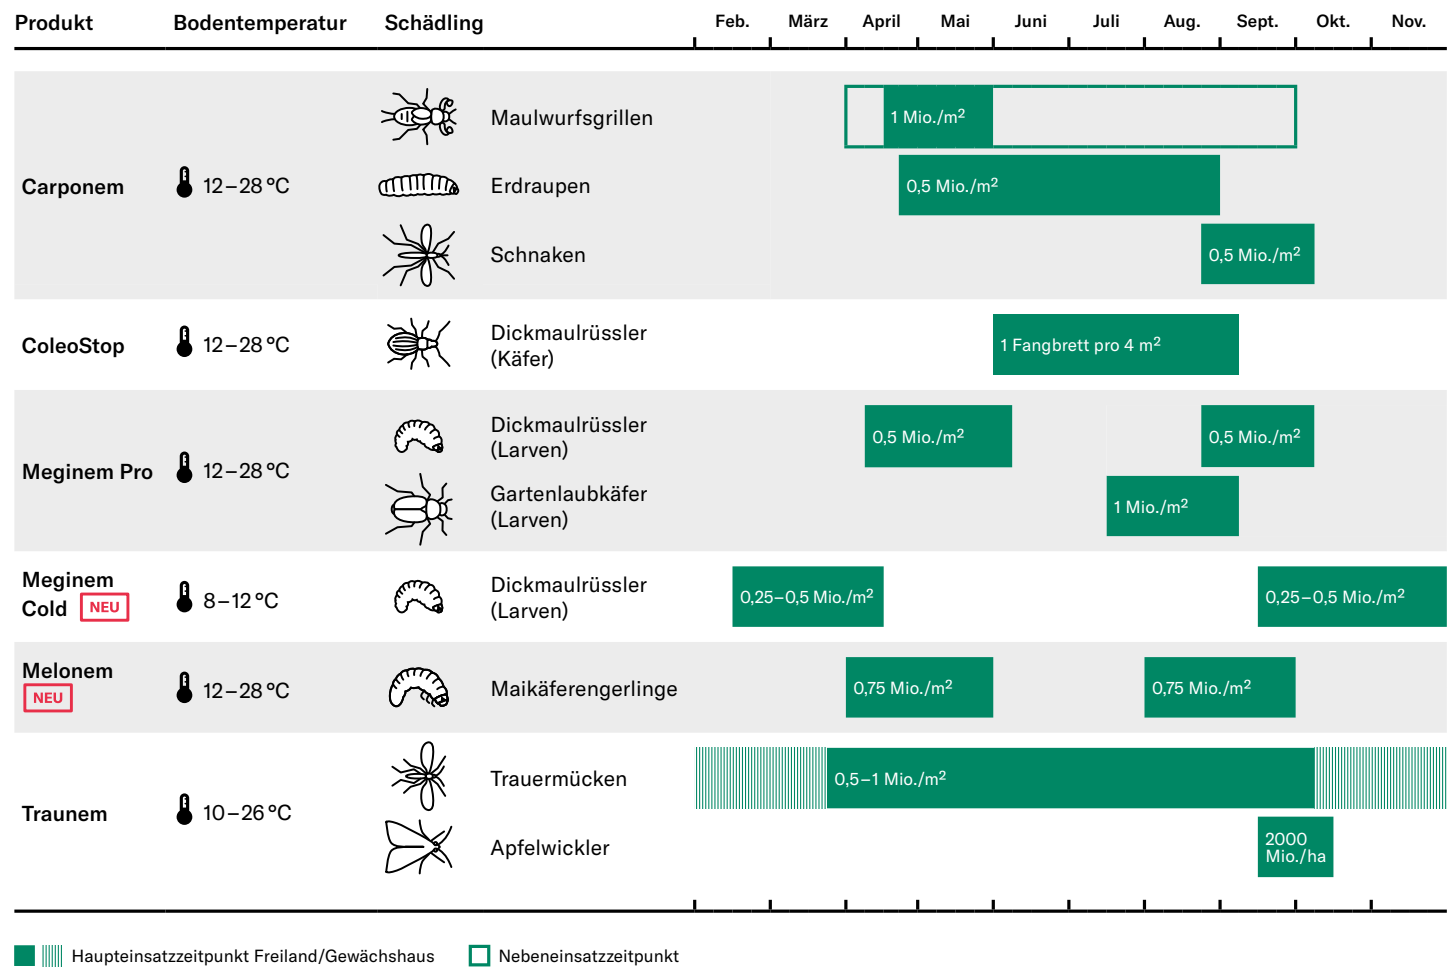 Produkt Bodentemperatur Schädling Feb. März April Mai Juni Juli Aug. Sept. Okt. Nov.
Maulwurfsgrillen 1 Mio./m²
Carponem 12–28 °C Erdraupen 0,5 Mio./m²
Schnaken 0,5 Mio./m²
ColeoStop 12–28 °C Dickmaulrüssler
(Käfer) 1 Fangbrett pro 4 m²
Meginem Pro 12–28 °C Dickmaulrüssler
(Larven) 0,5 Mio./m² 0,5 Mio./m²
Gartenlaubkäfer
(Larven) 1 Mio./m²
Meginem
Cold NEU 8–12 °C Dickmaulrüssler
(Larven) 0,25–0,5 Mio./m² 0,25–0,5 Mio./m²
Melonem
NEU 12–28 °C Maikäferengerlinge 0,75 Mio./m² 0,75 Mio./m²
Traunem 10–26 °C Trauermücken 0,5–1 Mio./m²
Apfelwickler 2000
Mio./ha
Haupteinsatzzeitpunkt Freiland/Gewächshaus Nebeneinsatzzeitpunkt